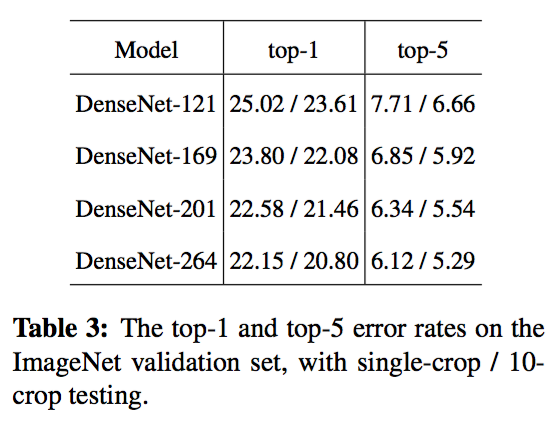 Model top-1 top-5
DenseNet-121 25.02 / 23.61 7.71 / 6.66
DenseNet-169 23.80 / 22.08 6.85 / 5.92
DenseNet-201 22.58 / 21.46 6.34 / 5.54
DenseNet-264 22.15 / 20.80 6.12 / 5.29
Table 3: The top-1 and top-5 error rates on the
ImageNet validation set, with single-crop / 10-
crop testing.